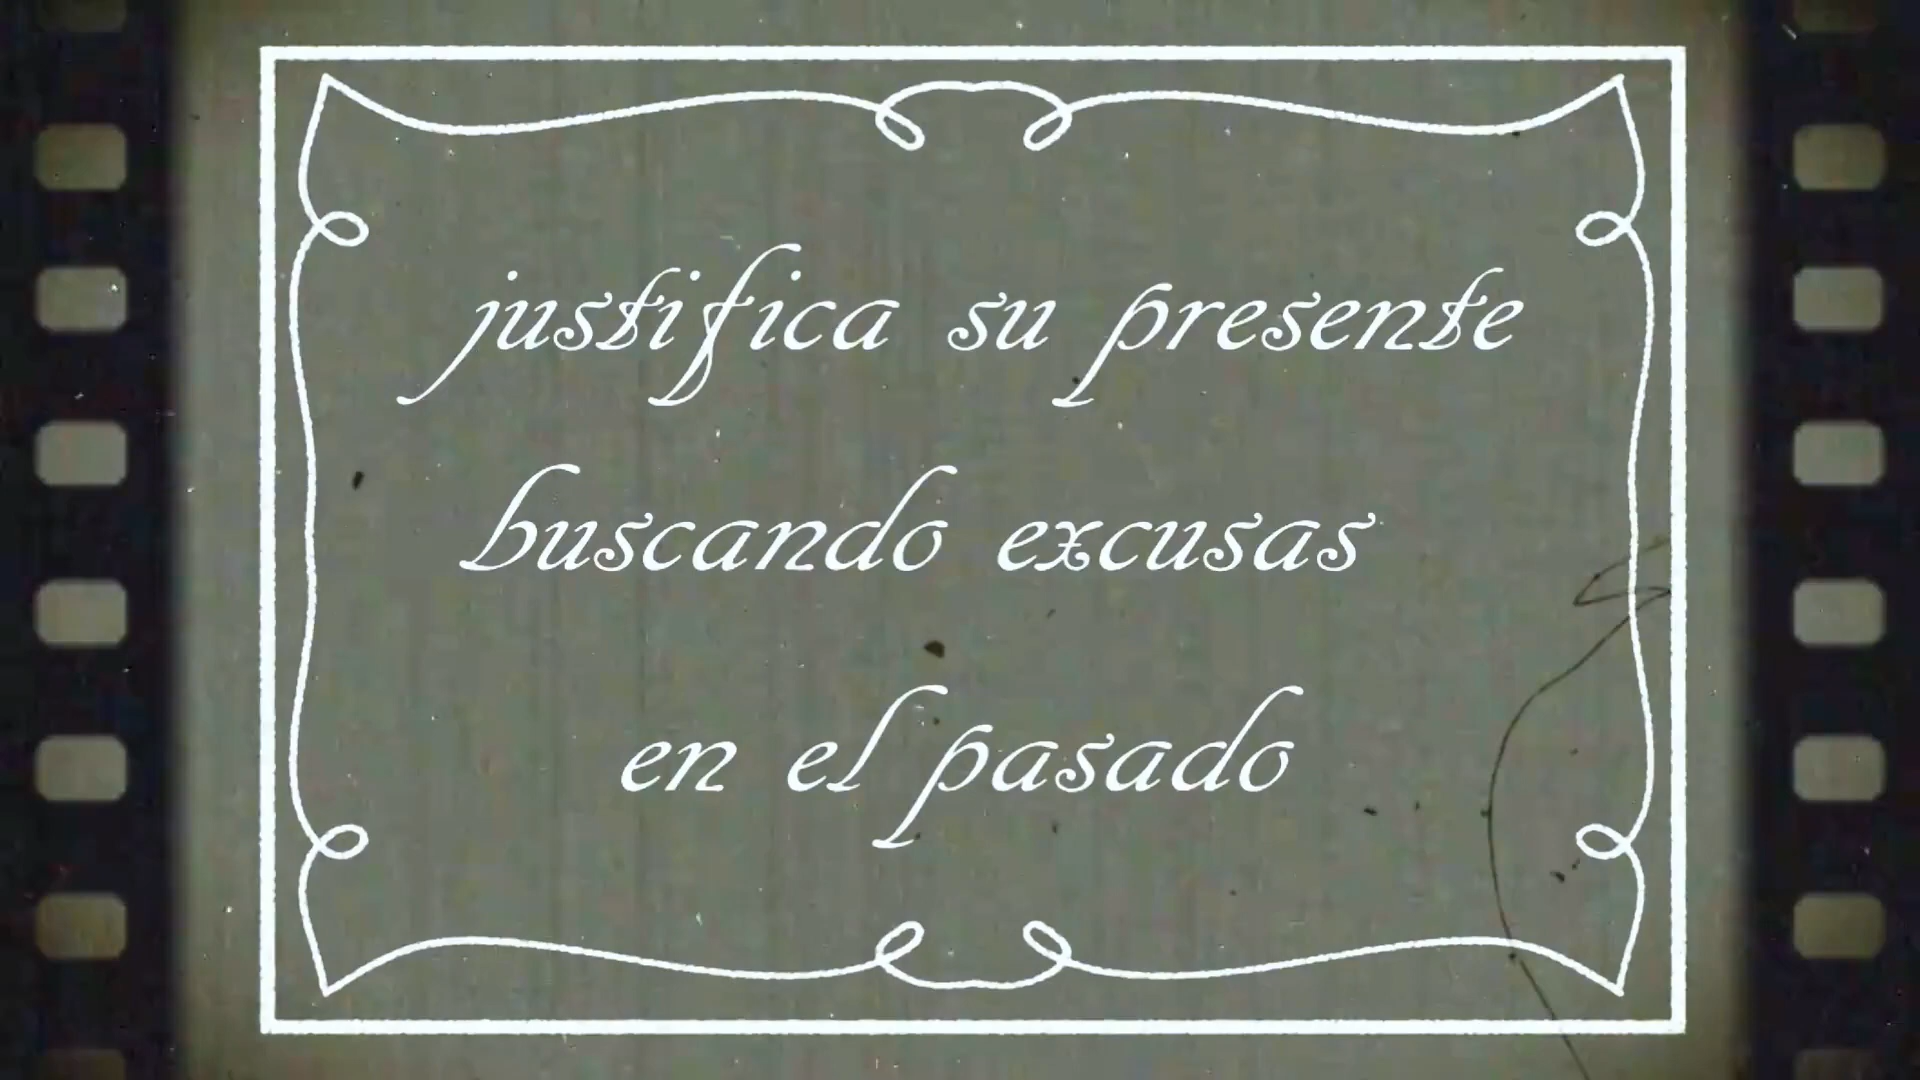 justifica su presente
buscando excusas
en el pasado